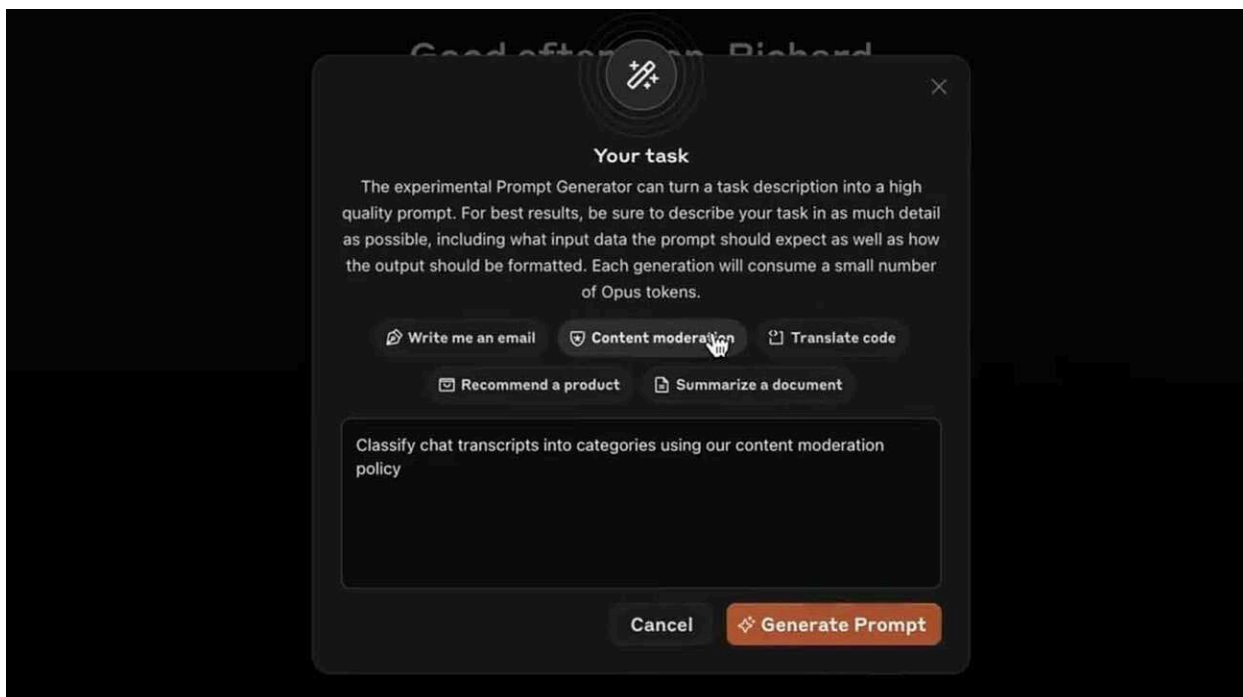 Good afternoon, Richard
Your task
The experimental Prompt Generator can turn a task description into a high
quality prompt. For best results, be sure to describe your task in as much detail
as possible, including what input data the prompt should expect as well as how
the output should be formatted. Each generation will consume a small number
of Opus tokens.
Write me an email
Content moderation
Translate code
Recommend a product
Summarize a document
Classify chat transcripts into categories using our content moderation
policy
Cancel
Generate Prompt